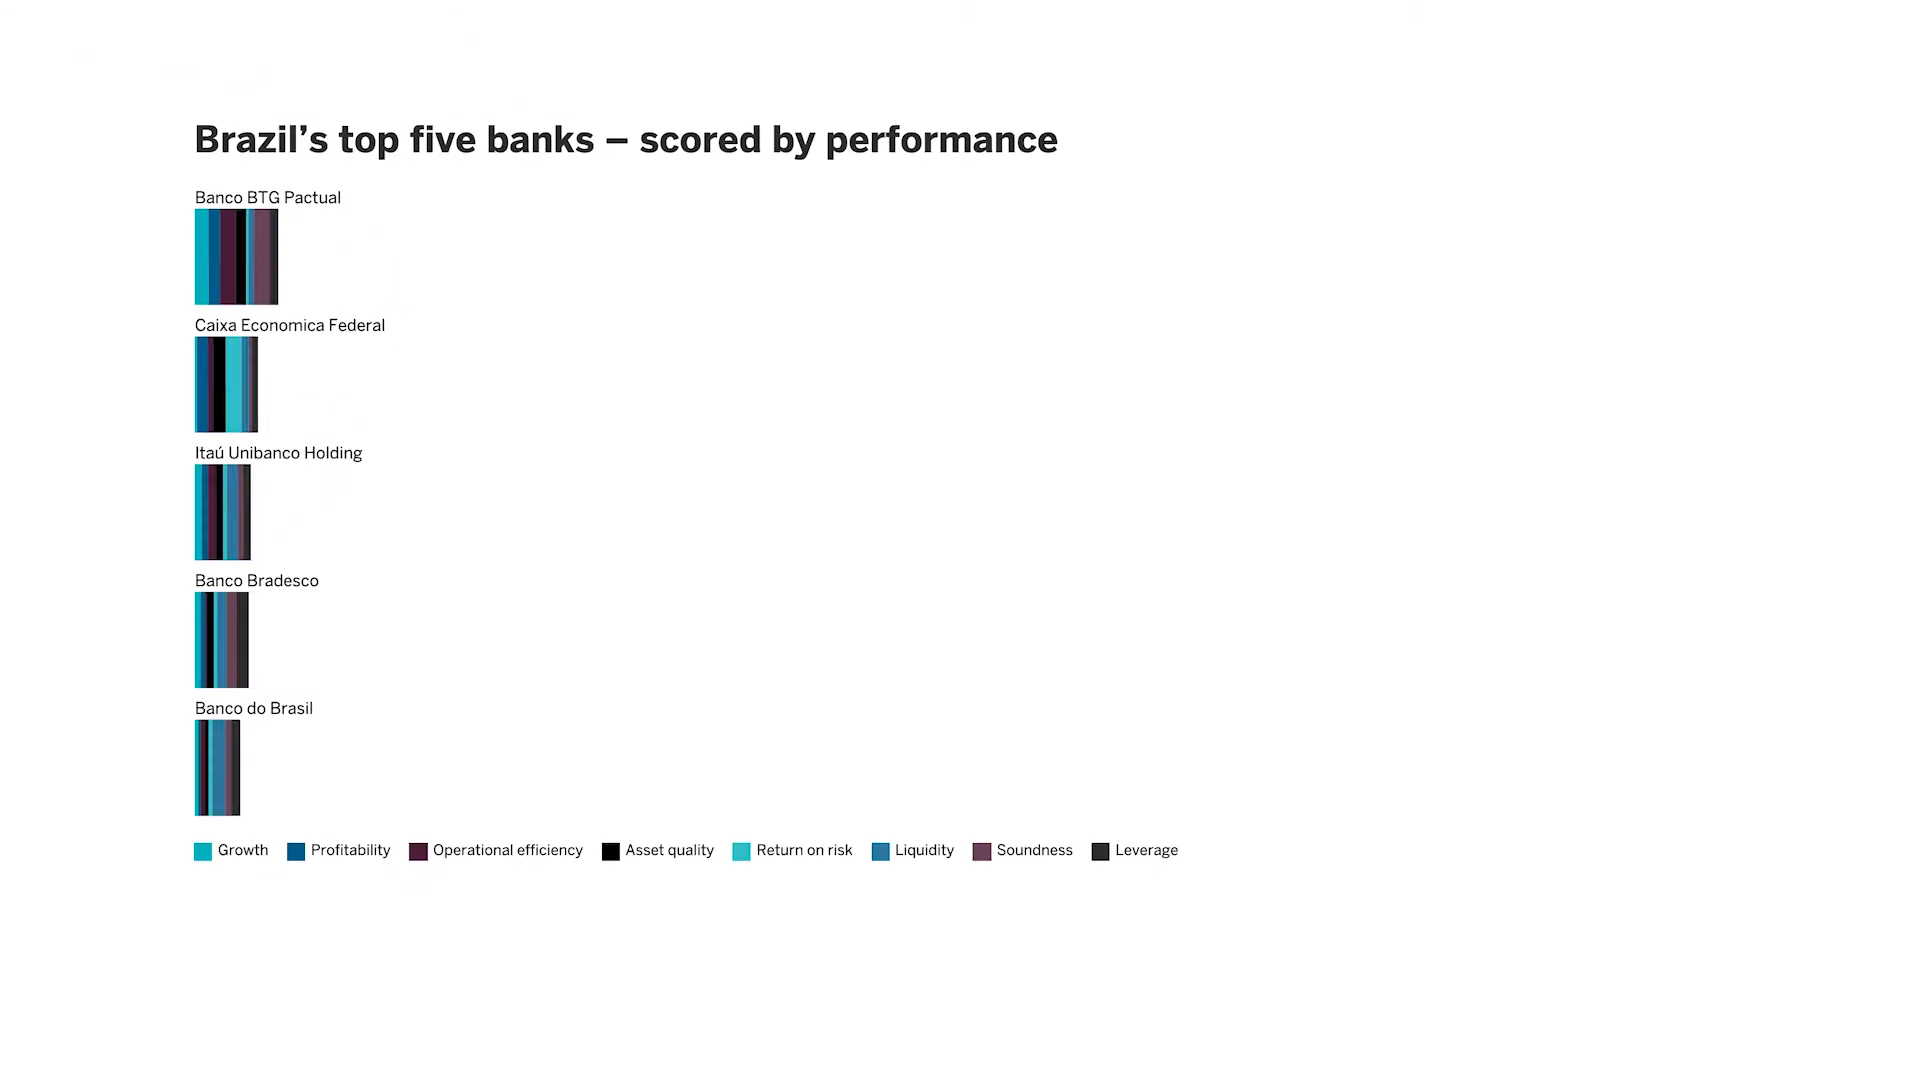 Brazil’s top five banks – scored by performance
Banco BTG Pactual
Caixa Economica Federal
Itaú Unibanco Holding
Banco Bradesco
Banco do Brasil
Growth Profitability Operational efficiency Asset quality Return on risk Liquidity Soundness Leverage